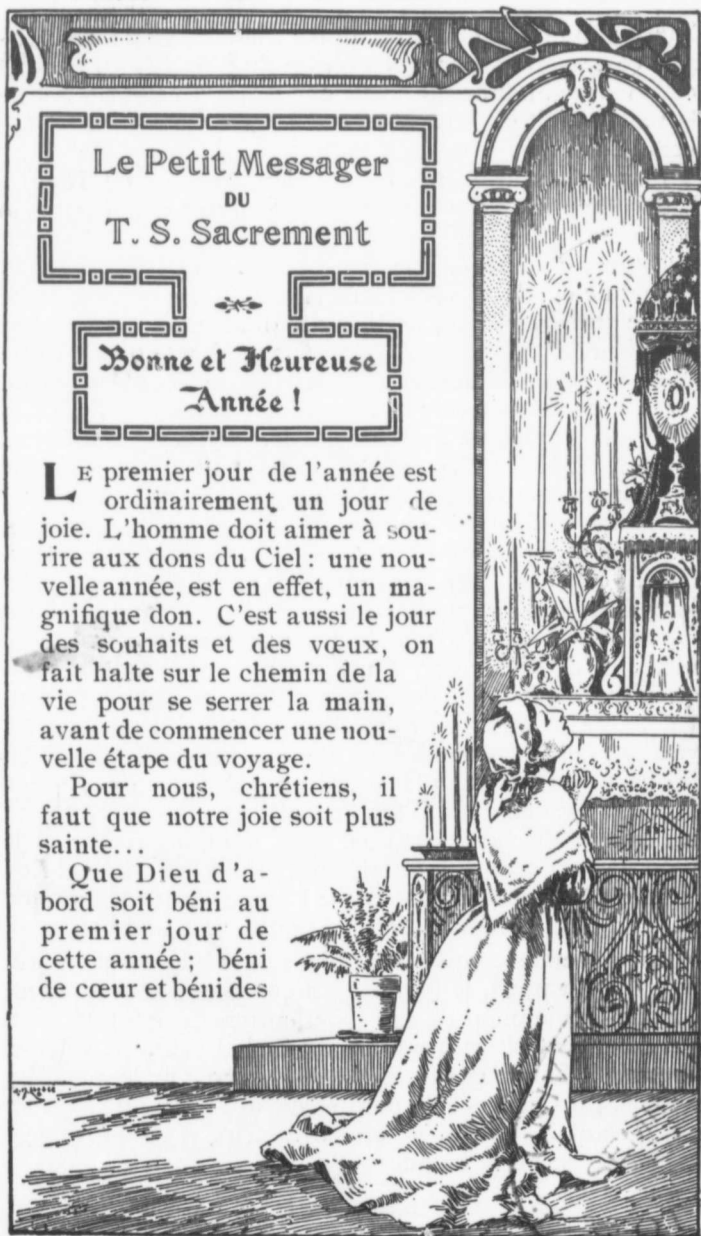 Le Petit Messager
DU
T. S. Sacrement
Bonne et Heureuse
Année !
LE premier jour de l'année est
ordinairement un jour de
joie. L'homme doit aimer à sou-
rire aux dons du Ciel : une nou-
velle année, est en effet, un ma-
gnifique don. C'est aussi le jour
des souhaits et des vœux, on
fait halte sur le chemin de la
vie pour se serrer la main,
avant de commencer une nou-
velle étape du voyage.
Pour nous, chrétiens, il
faut que notre joie soit plus
sainte...
Que Dieu d'a-
bord soit béni au
premier jour de
cette année ; béni
de cœur et béni des